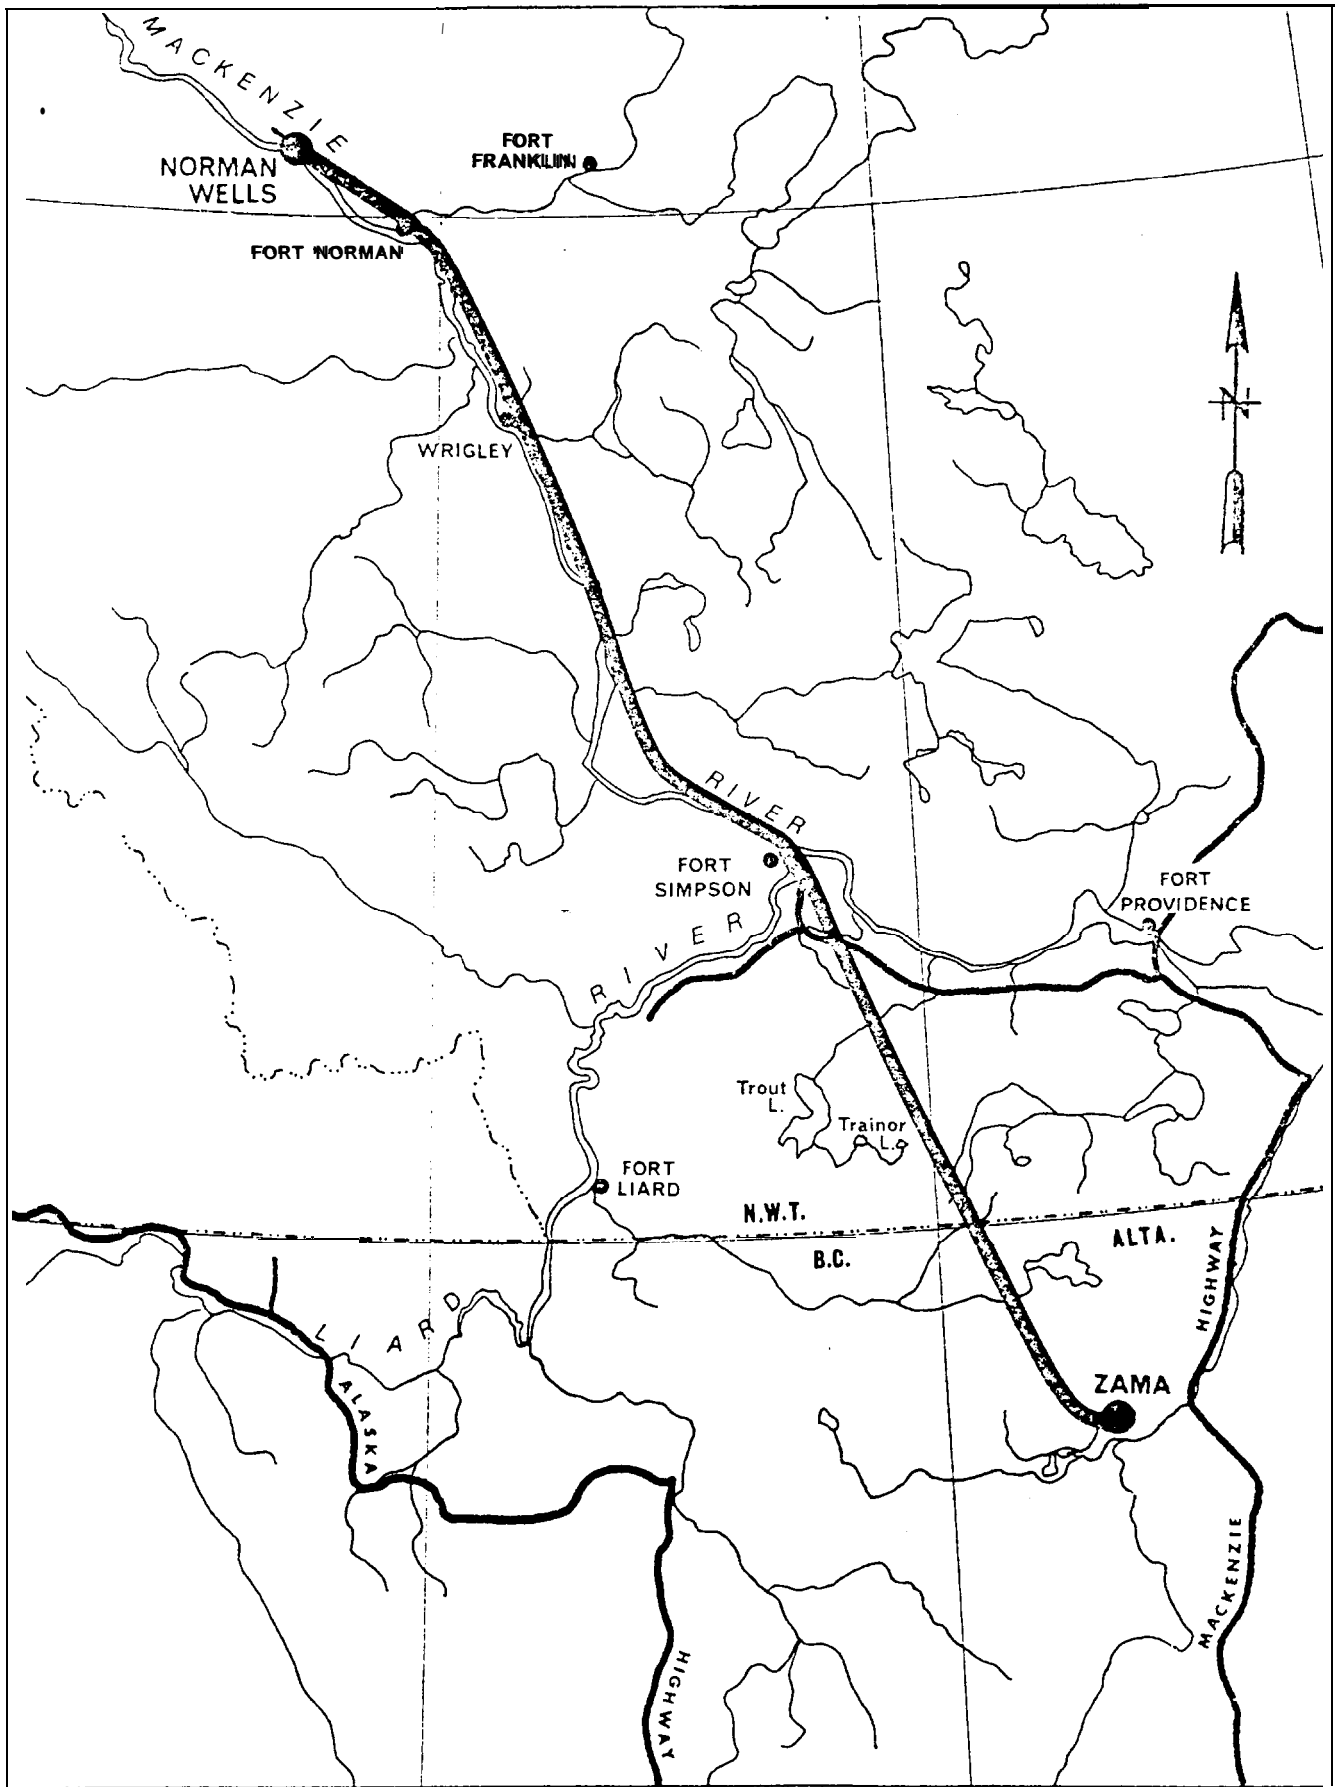 MACKENZIE
NORMAN
WELLS
FORT
FRANKLIN
FORT NORMAN
N
WRIGLEY
RIVER
FORT
SIMPSON
FORT
PROVIDENCE
RIVER
Trout
L.
Trainor
L.
FORT
LIARD
N.W.T.
B.C.
ALTA.
HIGHWAY
LIARD
ALASKA
ZAMA
MACKENZIE
HIGHWAY